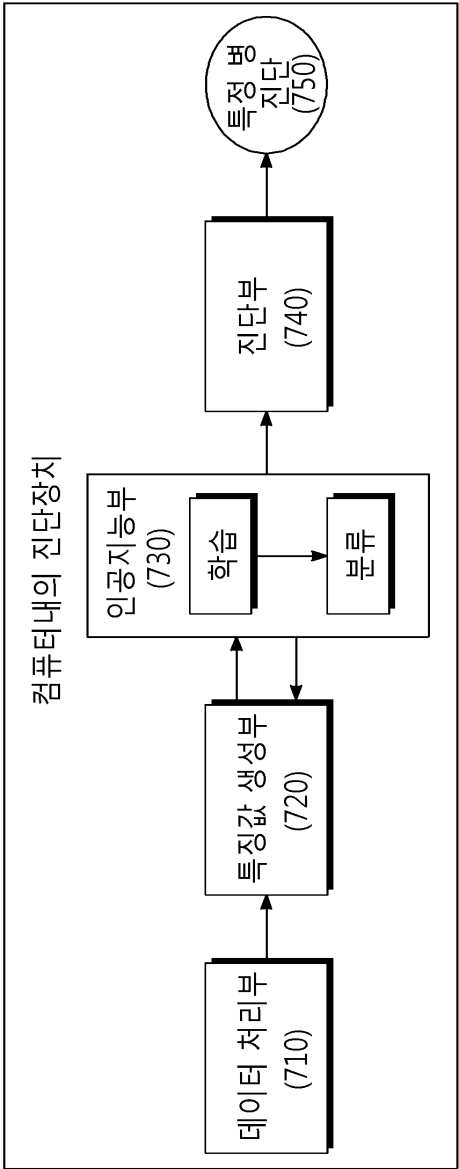 컴퓨터내의 진단장치
데이터 처리부
(710)
특징값 생성부
(720)
인공지능부
(730)
학습
분류
진단부
(740)
특정 병
진단
(750)